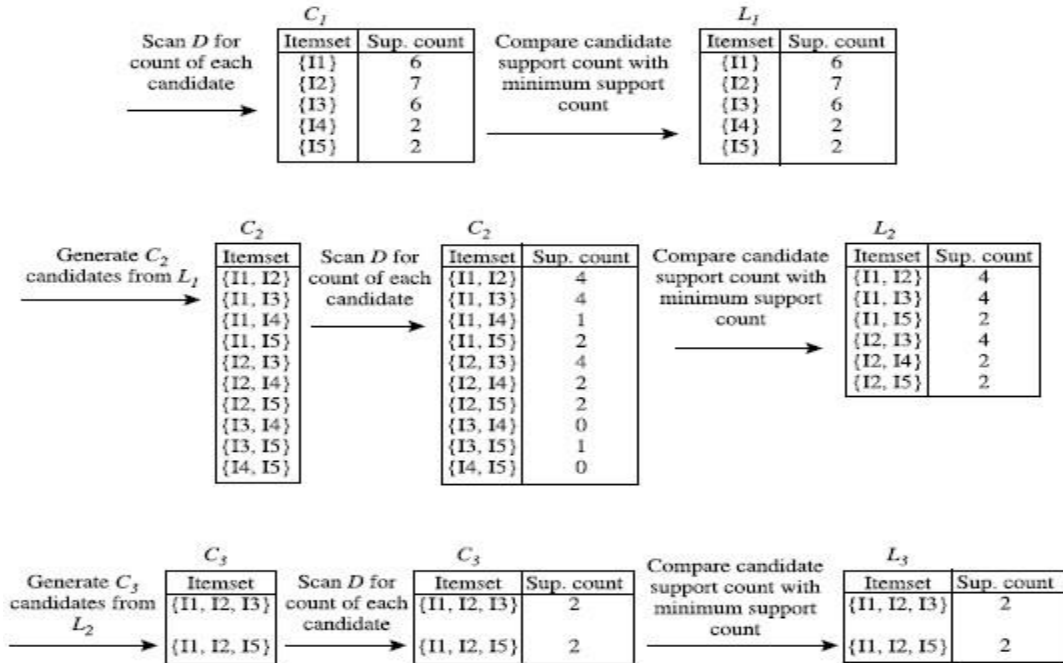 C1
Scan D for
count of each
candidate
Itemset Sup. count
{I1} 6
{I2} 7
{I3} 6
{I4} 2
{I5} 2
Compare candidate
support count with
minimum support
count
L1
Itemset Sup. count
{I1} 6
{I2} 7
{I3} 6
{I4} 2
{I5} 2
Generate C2
candidates from L1
C2
Itemset
{I1, I2}
{I1, I3}
{I1, I4}
{I1, I5}
{I2, I3}
{I2, I4}
{I2, I5}
{I3, I4}
{I3, I5}
{I4, I5}
Scan D for
count of each
candidate
C2
Itemset Sup. count
{I1, I2} 4
{I1, I3} 4
{I1, I4} 1
{I1, I5} 2
{I2, I3} 4
{I2, I4} 2
{I2, I5} 2
{I3, I4} 0
{I3, I5} 1
{I4, I5} 0
Compare candidate
support count with
minimum support
count
L2
Itemset Sup. count
{I1, I2} 4
{I1, I3} 4
{I1, I5} 2
{I2, I3} 4
{I2, I4} 2
{I2, I5} 2
Generate C3
candidates from
L2
C3
Itemset
{I1, I2, I3}
{I1, I2, I5}
Scan D for
count of each
candidate
C3
Itemset Sup. count
{I1, I2, I3} 2
{I1, I2, I5} 2
Compare candidate
support count with
minimum support
count
L3
Itemset Sup. count
{I1, I2, I3} 2
{I1, I2, I5} 2